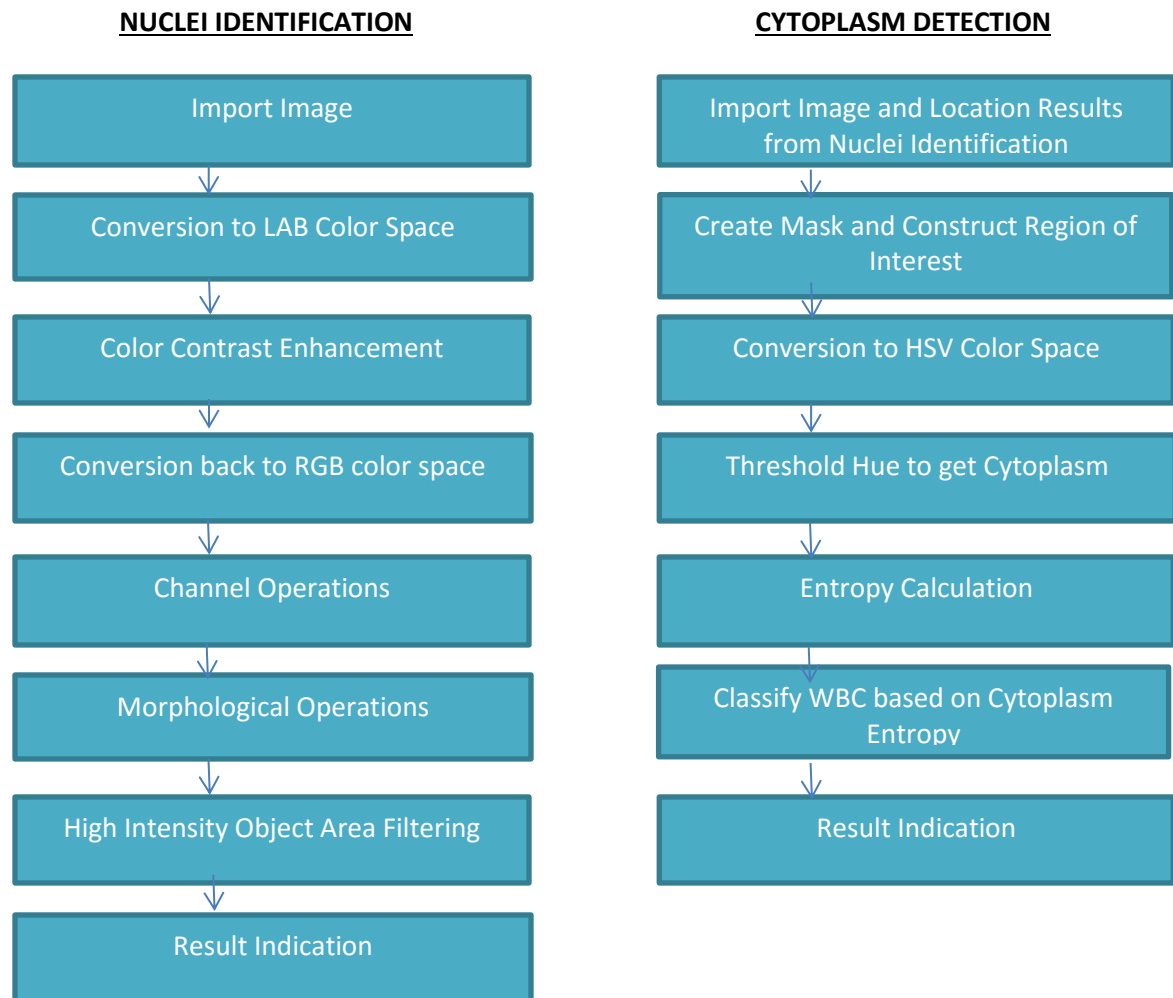 NUCLEI IDENTIFICATION
Import Image
Conversion to LAB Color Space
Color Contrast Enhancement
Conversion back to RGB color space
Channel Operations
Morphological Operations
High Intensity Object Area Filtering
Result Indication
CYTOPLASM DETECTION
Import Image and Location Results
from Nuclei Identification
Create Mask and Construct Region of
Interest
Conversion to HSV Color Space
Threshold Hue to get Cytoplasm
Entropy Calculation
Classify WBC based on Cytoplasm
Entropy
Result Indication